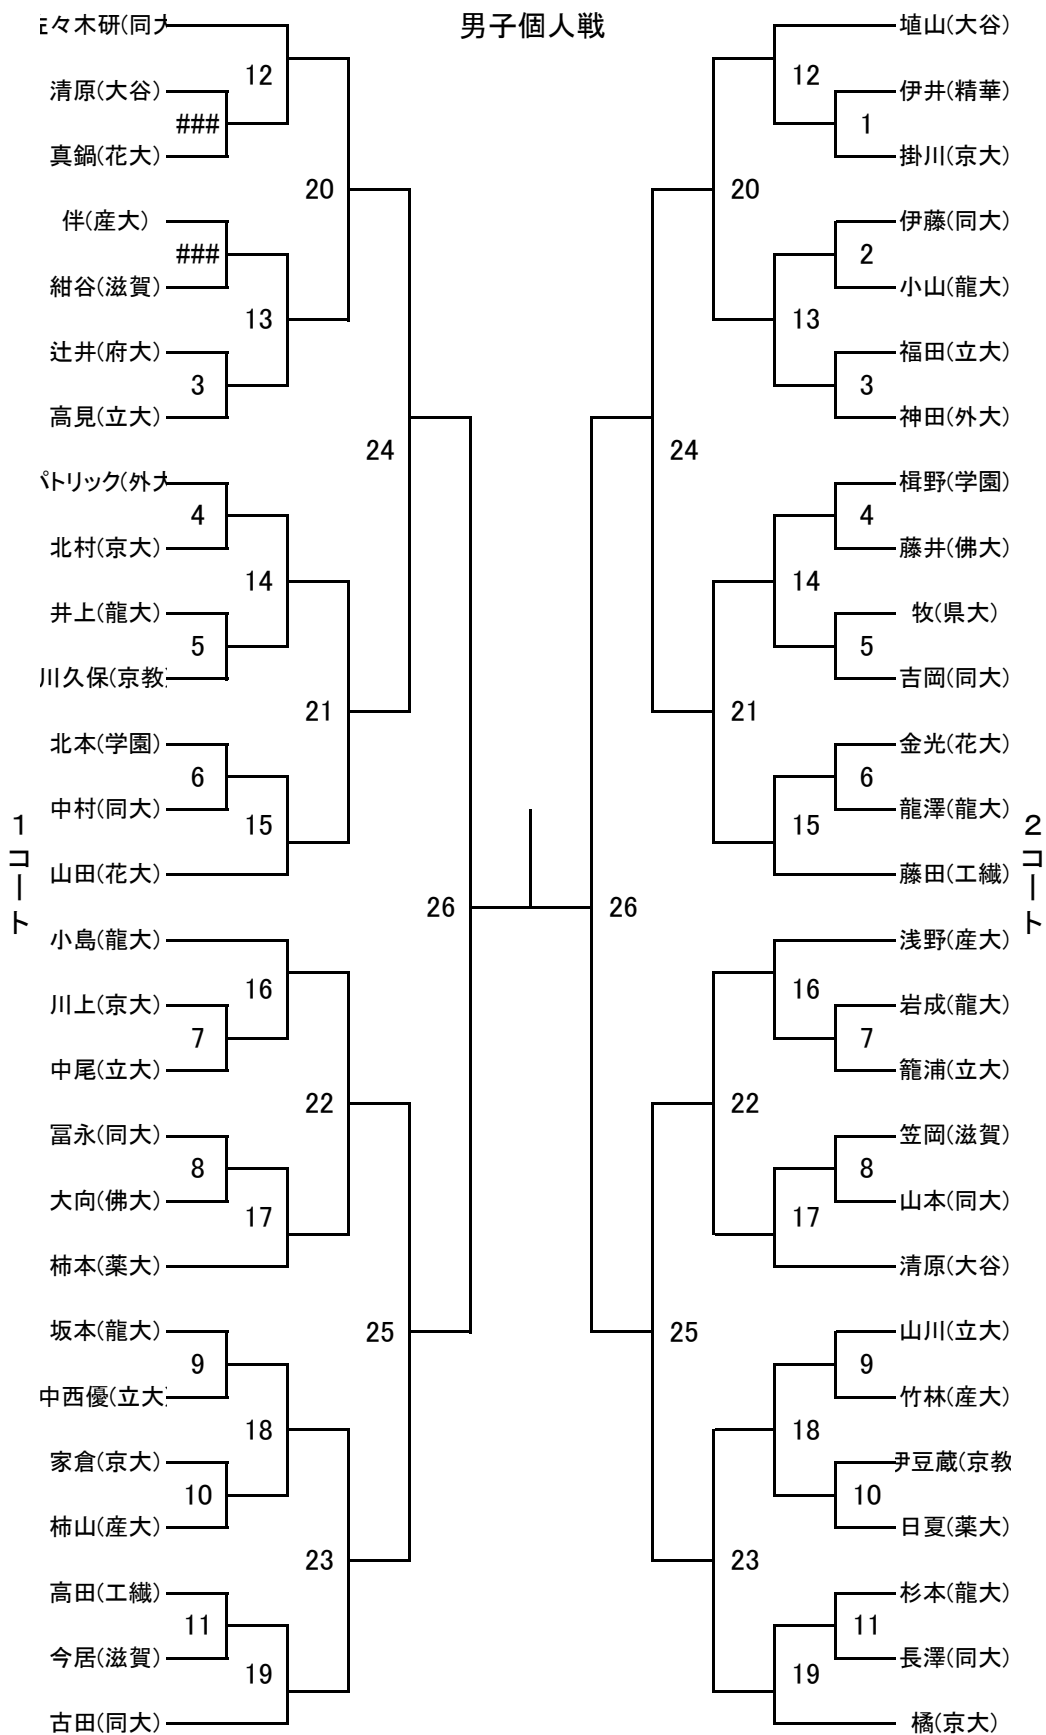 男子個人戦
佐々木研(同大
清原(大谷)
真鍋(花大)
伴(産大)
紺谷(滋賀)
辻井(府大)
高見(立大)
パトリック(外大
北村(京大)
井上(龍大)
川久保(京教)
北本(学園)
中村(同大)
山田(花大)
小島(龍大)
川上(京大)
中尾(立大)
冨永(同大)
大向(佛大)
柿本(薬大)
坂本(龍大)
中西優(立大)
家倉(京大)
柿山(産大)
高田(工繊)
今居(滋賀)
古田(同大)
1コート
###
###
3
4
5
6
7
8
9
10
11
12
13
14
15
16
17
18
19
20
21
22
23
24
25
26
26
24
25
20
21
22
23
12
13
14
15
16
17
18
19
1
2
3
4
5
6
7
8
9
10
11
埴山(大谷)
伊井(精華)
掛川(京大)
伊藤(同大)
小山(龍大)
福田(立大)
神田(外大)
楫野(学園)
藤井(佛大)
牧(県大)
吉岡(同大)
金光(花大)
龍澤(龍大)
藤田(工繊)
浅野(産大)
岩成(龍大)
籠浦(立大)
笠岡(滋賀)
山本(同大)
清原(大谷)
山川(立大)
竹林(産大)
伊豆蔵(京教
日夏(薬大)
杉本(龍大)
長澤(同大)
橘(京大)
2コート